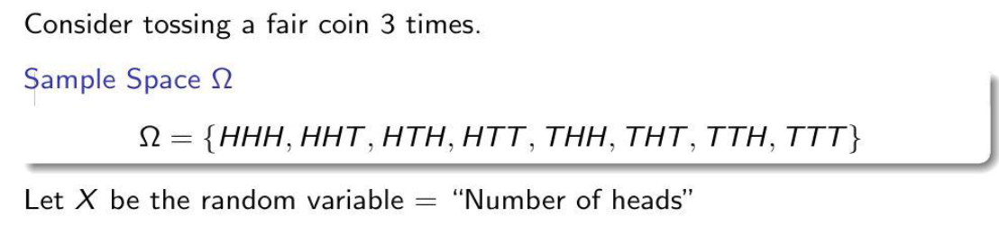 Consider tossing a fair coin 3 times.
Sample Space Ω
Ω = {HHH, HHT, HTH, HTT, THH, THT, TTH, TTT}
Let X be the random variable = “Number of heads”